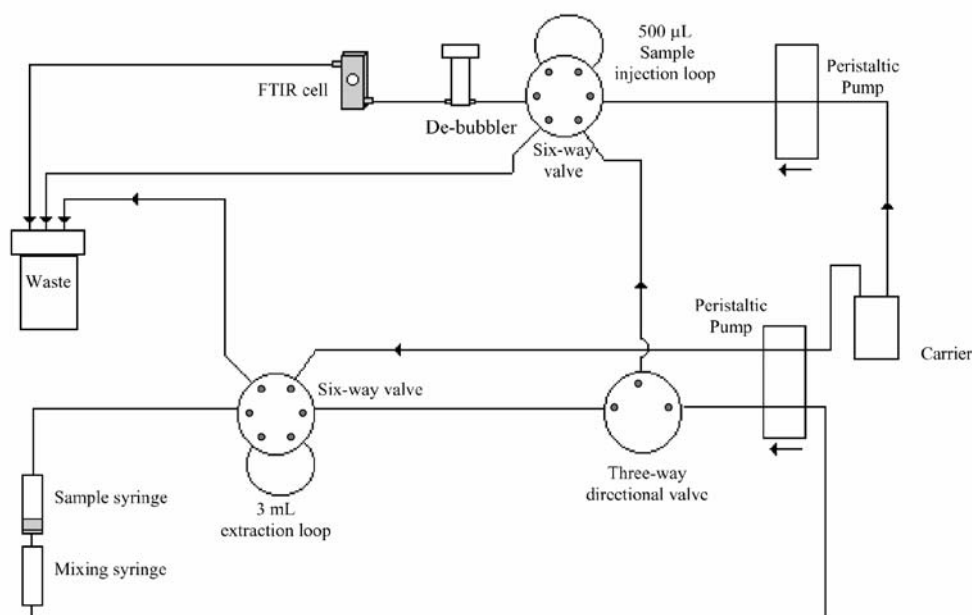 500 µL
Sample
injection loop
Peristaltic
Pump
FTIR cell
De-bubbler
Six-way
valve
Waste
Peristaltic
Pump
Carrier
Six-way valve
Three-way
directional valve
Sample syringe
3 mL
extraction loop
Mixing syringe